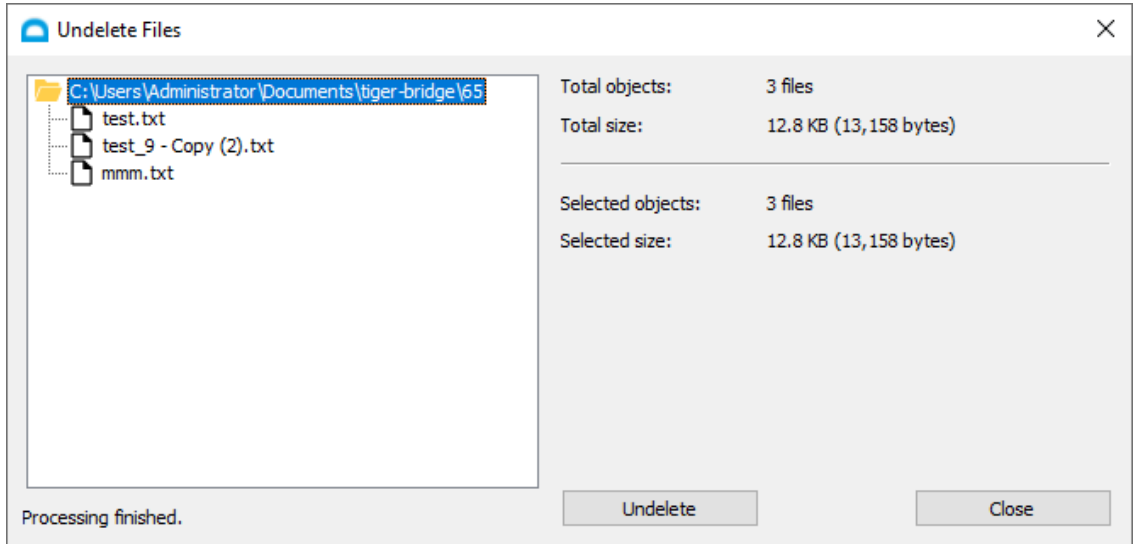 Undelete Files
C:\Users\Administrator\Documents\tiger-bridge\65
test.txt
test_9 - Copy (2).txt
mmm.txt
Processing finished.
Total objects: 3 files
Total size: 12.8 KB (13,158 bytes)
Selected objects: 3 files
Selected size: 12.8 KB (13,158 bytes)
Undelete Close